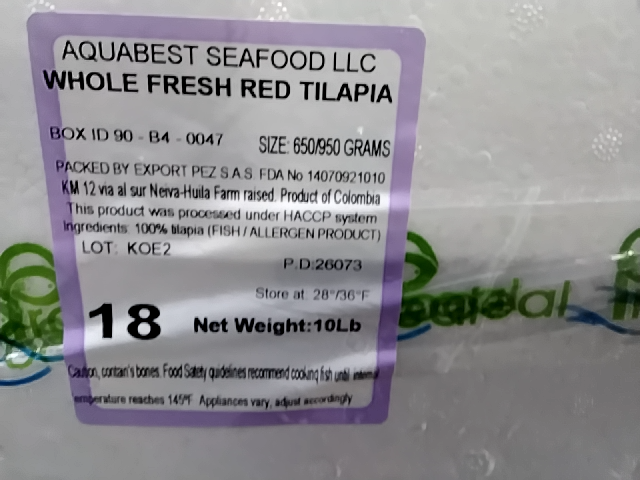 AQUABEST SEAFOOD LLC
WHOLE FRESH RED TILAPIA
BOX ID 90 - B4 - 0047 SIZE: 650/950 GRAMS
PACKED BY EXPORT PEZ S.A.S. FDA No 14070921010
KM 12 via al sur Neiva-Huila Farm raised. Product of Colombia
This product was processed under HACCP system
Ingredients: 100% tilapia (FISH / ALLERGEN PRODUCT)
LOT: KOE2
P.D.26073
Store at 28°/36°F
18 Net Weight:10Lb
Caution, contain's bones. Food Safety guidelines recommend cooking fish until internal
temperature reaches 145°F. Appliances vary, adjust accordingly